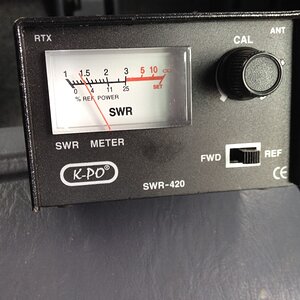 RTX
CAL
ANT
1 1.5 2 3 5 10 ∞
0 4 11 25 SET
% REF POWER
SWR
SWR METER
FWD
REF
K-PO®
SWR-420
CE